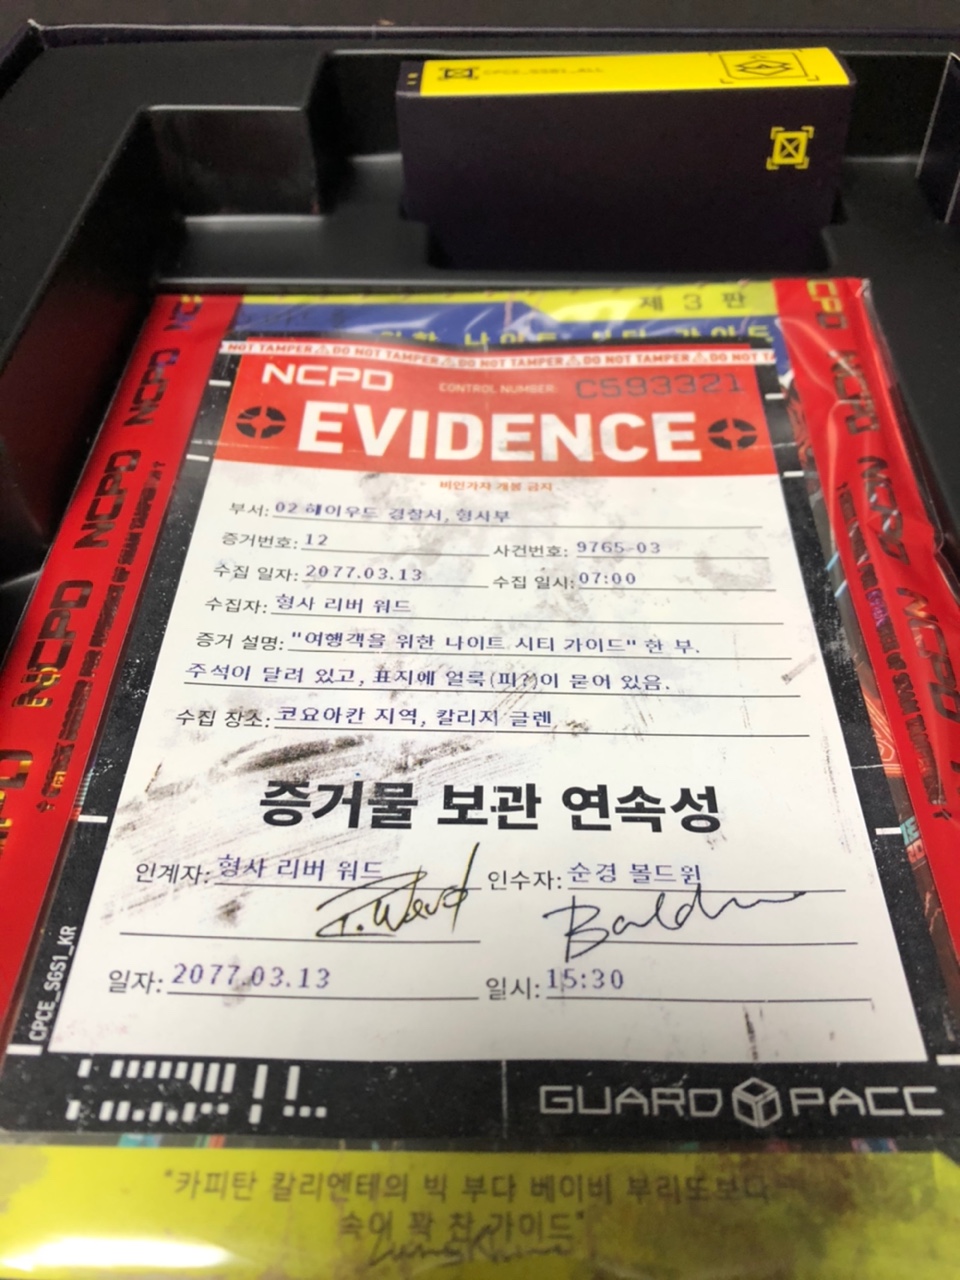 CPCE_SGS1_ALL
제 3 판
NOT TAMPER DO NOT TAMPER DO NOT TAMPER DO NOT TAMPER DO NOT
NCPD CONTROL NUMBER: C593321
EVIDENCE
비인가자 개봉 금지
부서: 02 헤이우드 경찰서, 형사부
증거번호: 12 사건번호: 9765-03
수집 일자: 2077.03.13 수집 일시: 07:00
수집자: 형사 리버 워드
증거 설명: "여행객을 위한 나이트 시티 가이드" 한 부.
주석이 달려 있고, 표지에 얼룩(피?)이 묻어 있음.
수집 장소: 코요아칸 지역, 칼리지 글렌
증거물 보관 연속성
인계자: 형사 리버 워드 인수자: 순경 볼드윈
일자: 2077.03.13 일시: 15:30
CPCE_SGS1_KR
GUARD PACC
"카피탄 칼리엔테의 빅 부다 베이비 부리또보다
속이 꽉 찬 가이드"
NCPD
NCPD
NCPD
NCPD